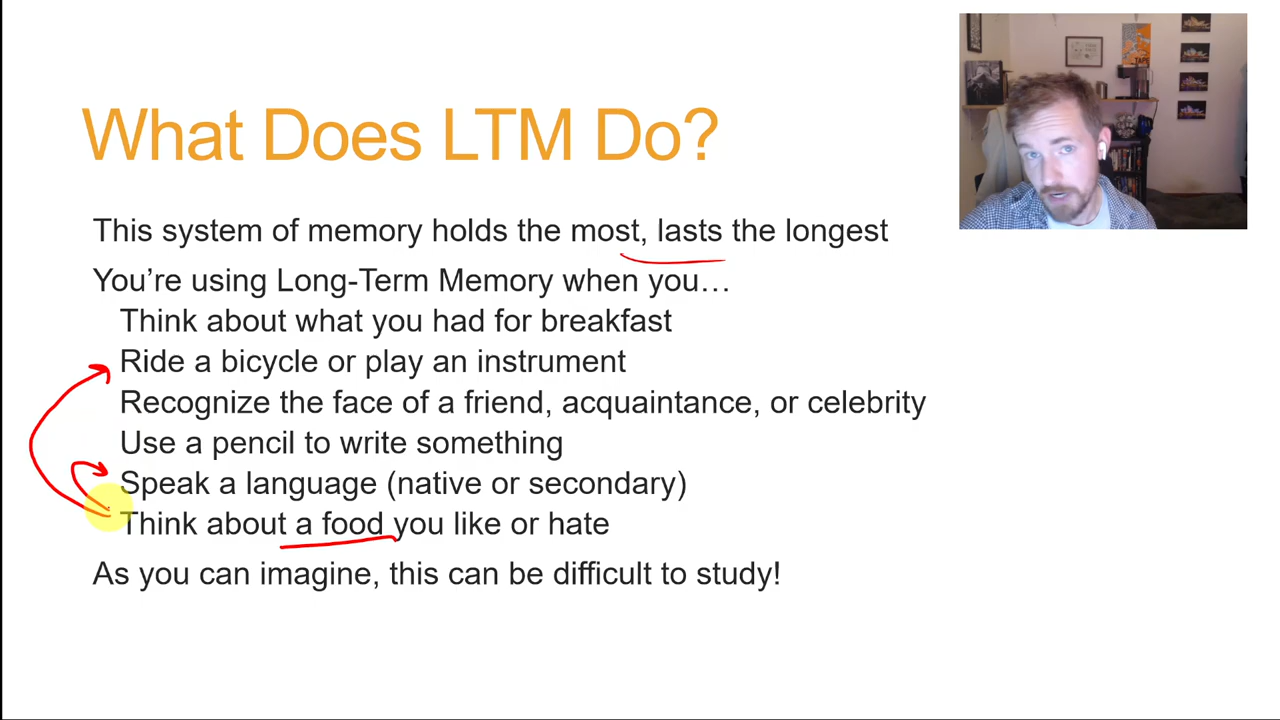 What Does LTM Do?
This system of memory holds the most, lasts the longest
You’re using Long-Term Memory when you…
Think about what you had for breakfast
Ride a bicycle or play an instrument
Recognize the face of a friend, acquaintance, or celebrity
Use a pencil to write something
Speak a language (native or secondary)
Think about a food you like or hate
As you can imagine, this can be difficult to study!
TAPE